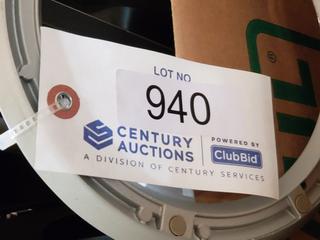 LOT NO
940
CENTURY
AUCTIONS
POWERED BY
ClubBid
A DIVISION OF CENTURY SERVICES